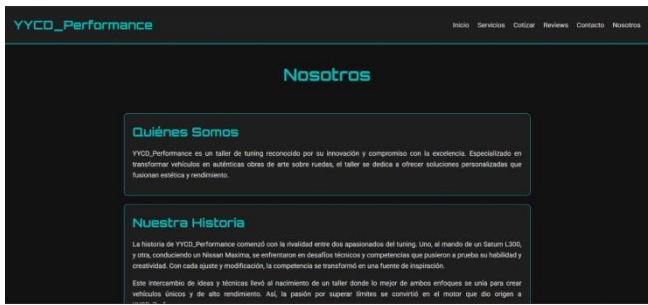 YYCD_Performance
Inicio Servicios Cotizar Reviews Contacto Nosotros
Nosotros
Quiénes Somos
YYCD_Performance es un taller de tuning reconocido por su innovación y compromiso con la excelencia. Especializado en
transformar vehículos en auténticas obras de arte sobre ruedas, el taller se dedica a ofrecer soluciones personalizadas que
fusionan estética y rendimiento.
Nuestra Historia
La historia de YYCD_Performance comenzó con la rivalidad entre dos apasionados del tuning. Uno, al mando de un Saturn L300,
y otra, conduciendo un Nissan Maxima, se enfrentaron en desafíos técnicos y competencias que pusieron a prueba su habilidad y
creatividad. Con cada ajuste y modificación, la competencia se transformó en una fuente de inspiración.
Este intercambio de ideas y técnicas llevó al nacimiento de un taller donde lo mejor de ambos enfoques se unía para crear
vehículos únicos y de alto rendimiento. Así, la pasión por superar límites se convirtió en el motor que dio origen a